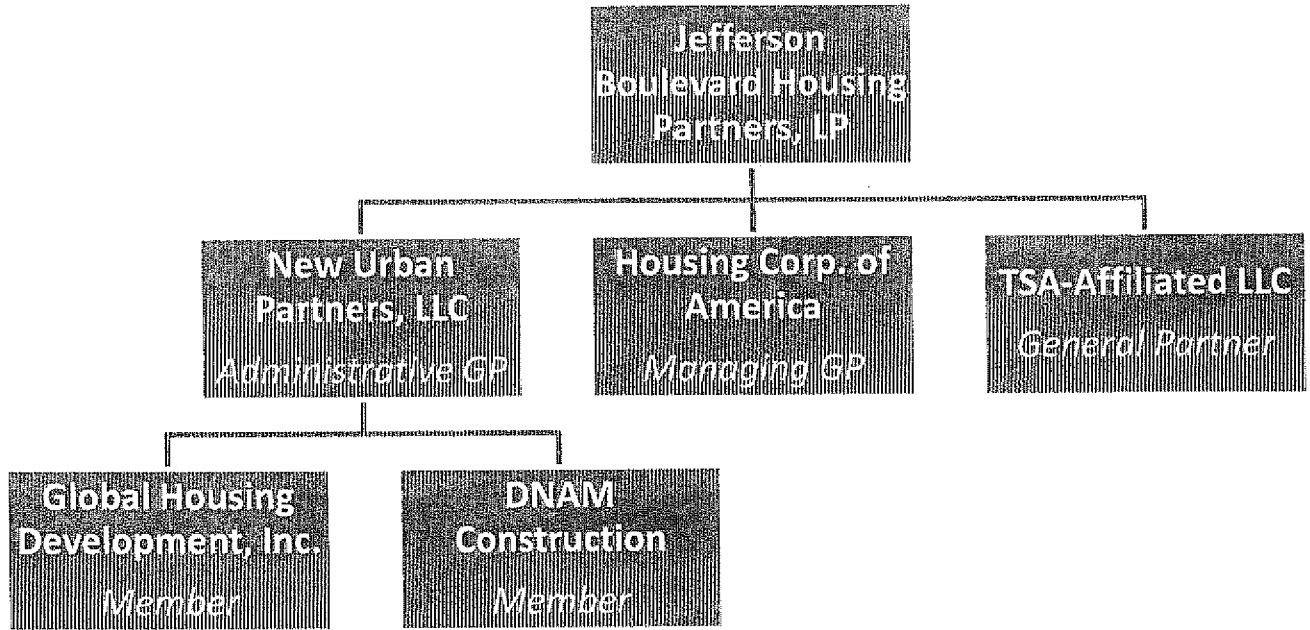 Jefferson
Boulevard Housing
Partners, LP
New Urban
Partners, LLC
Administrative GP
Housing Corp. of
America
Managing GP
TSA-Affiliated LLC
General Partner
Global Housing
Development, Inc.
Member
DNAM
Construction
Member